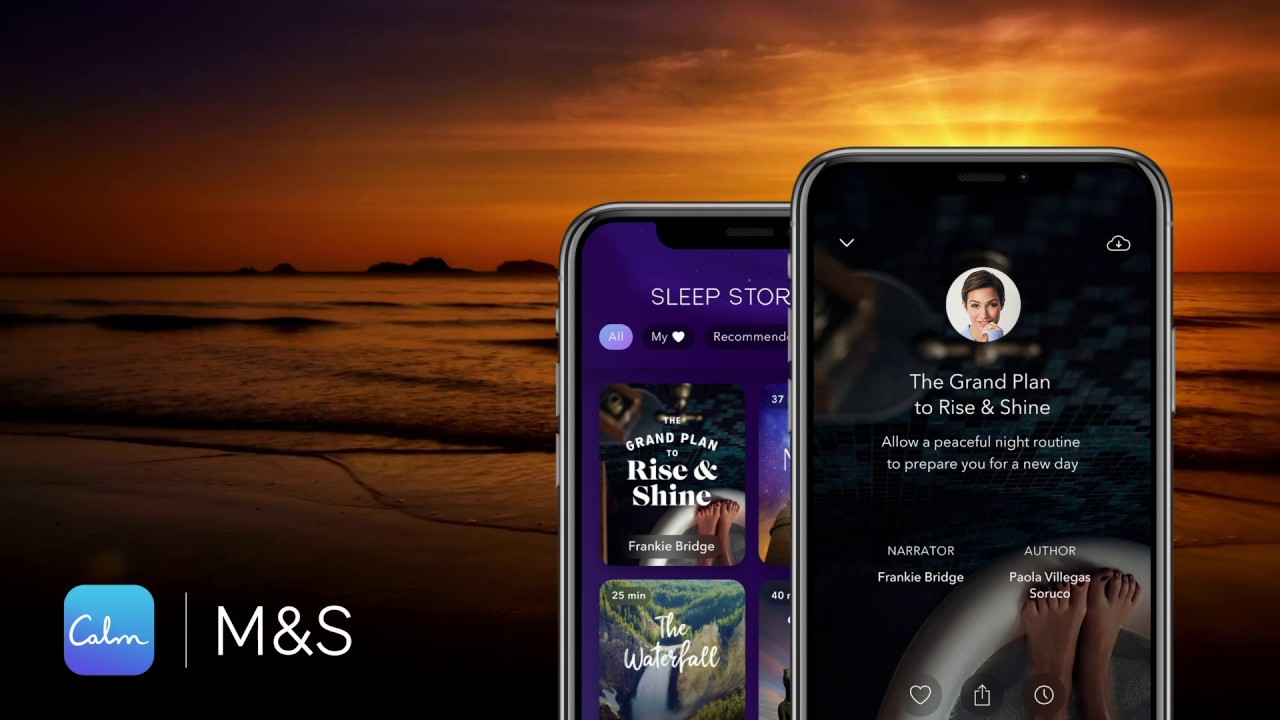 SLEEP STOR
All
My
Recommend
THE
GRAND PLAN
TO
Rise &
Shine
Frankie Bridge
37
25 min
The
Waterfall
40
The Grand Plan
to Rise & Shine
Allow a peaceful night routine
to prepare you for a new day
NARRATOR
AUTHOR
Frankie Bridge
Paola Villegas
Soruco
Calm
M&S